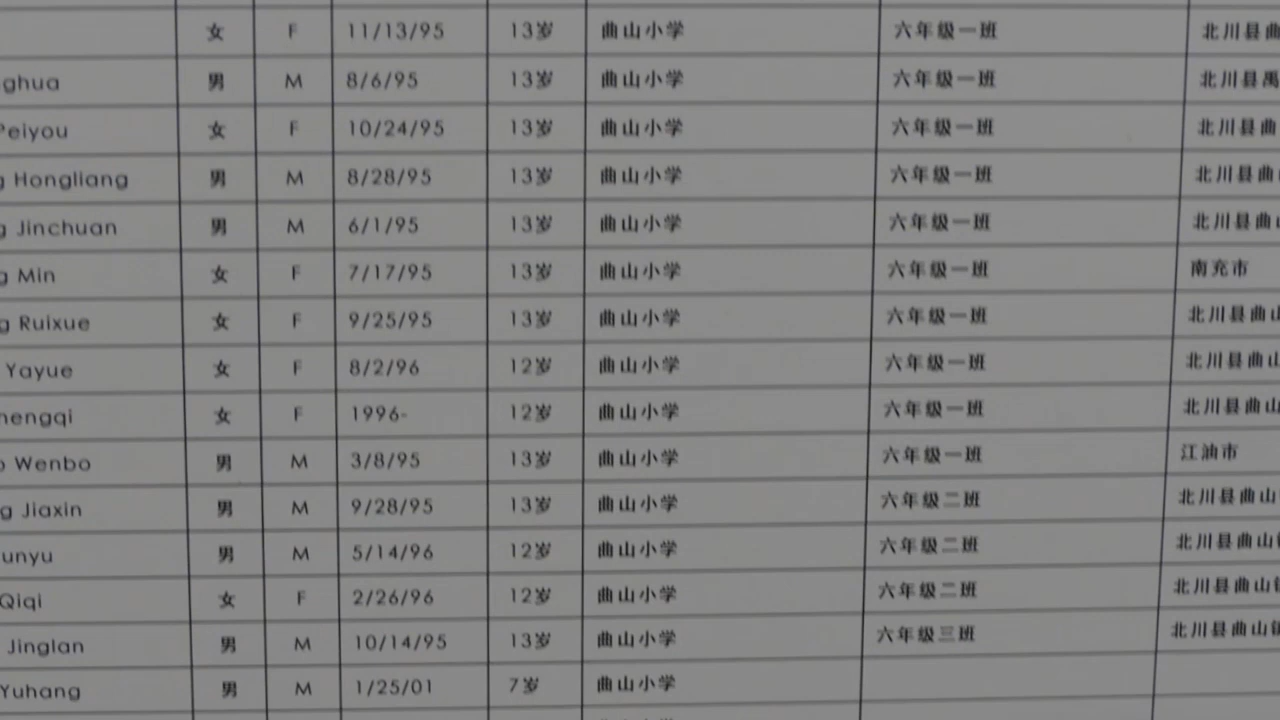 女 F 11/13/95 13岁 曲山小学 六年级一班 北川县曲
ghua 男 M 8/6/95 13岁 曲山小学 六年级一班 北川县禹
Peiyou 女 F 10/24/95 13岁 曲山小学 六年级一班 北川县曲
g Hongliang 男 M 8/28/95 13岁 曲山小学 六年级一班 北川县曲
g Jinchuan 男 M 6/1/95 13岁 曲山小学 六年级一班 北川县曲山
g Min 女 F 7/17/95 13岁 曲山小学 六年级一班 南充市
g Ruixue 女 F 9/25/95 13岁 曲山小学 六年级一班 北川县曲山
Yayue 女 F 8/2/96 12岁 曲山小学 六年级一班 北川县曲山
hengqi 女 F 1996- 12岁 曲山小学 六年级一班 北川县曲山
o Wenbo 男 M 3/8/95 13岁 曲山小学 六年级一班 江油市
g Jiaxin 男 M 9/28/95 13岁 曲山小学 六年级二班 北川县曲山
unyu 男 M 5/14/96 12岁 曲山小学 六年级二班 北川县曲山镇
Qiqi 女 F 2/26/96 12岁 曲山小学 六年级二班 北川县曲山镇
Jinglan 男 M 10/14/95 13岁 曲山小学 六年级三班 北川县曲山镇
Yuhang 男 M 1/25/01 7岁 曲山小学